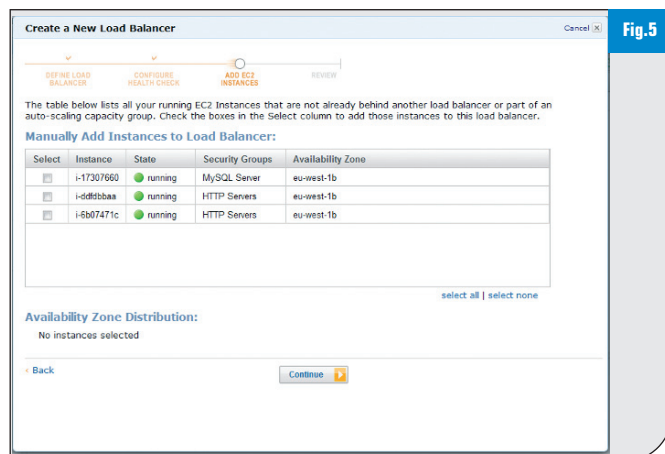 Create a New Load Balancer
Cancel x
Fig.5
DEFINE LOAD BALANCER
CONFIGURE HEALTH CHECK
ADD EC2 INSTANCES
REVIEW
The table below lists all your running EC2 Instances that are not already behind another load balancer or part of an
auto-scaling capacity group. Check the boxes in the Select column to add those instances to this load balancer.
Manually Add Instances to Load Balancer:
Select Instance State Security Groups Availability Zone
i-17307660 running MySQL Server eu-west-1b
i-ddfdbbaa running HTTP Servers eu-west-1b
i-6b07471c running HTTP Servers eu-west-1b
select all | select none
Availability Zone Distribution:
No instances selected
‹ Back
Continue